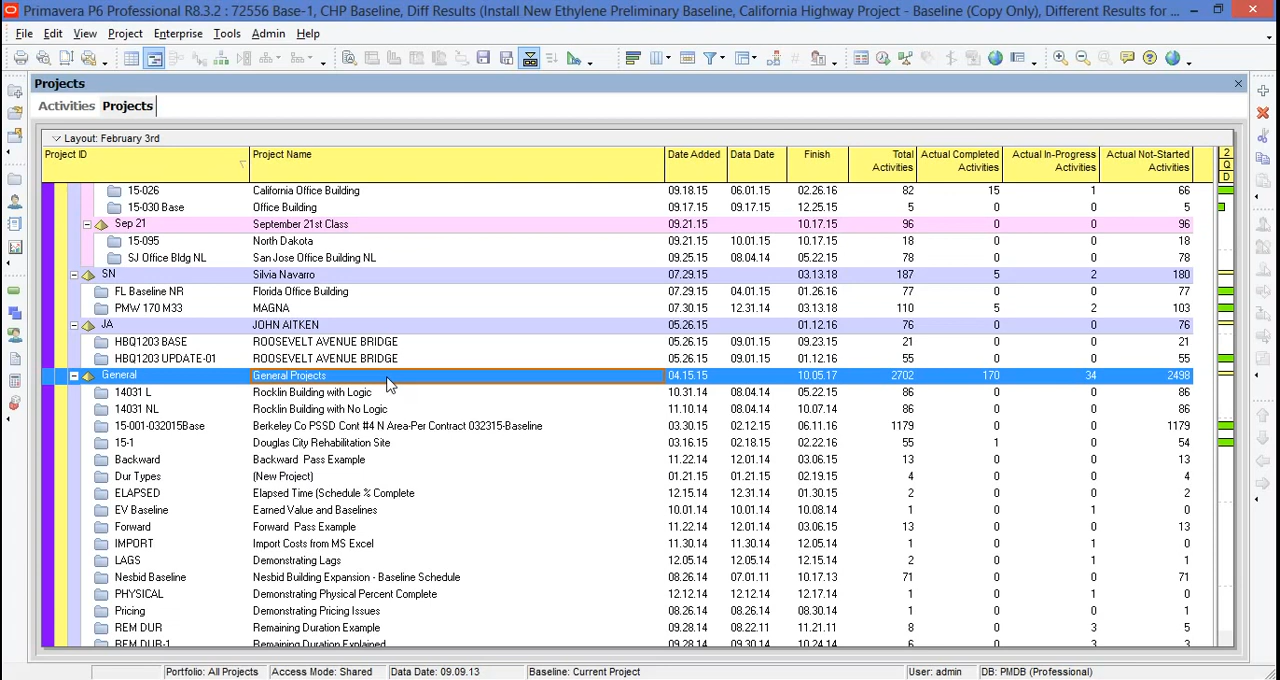 Primavera P6 Professional R8.3.2 : 72556 Base-1, CHP Baseline, Diff Results (Install New Ethylene Preliminary Baseline, California Highway Project - Baseline (Copy Only), Different Results for ...
File Edit View Project Enterprise Tools Admin Help
Projects
Activities Projects
Layout: February 3rd
Project ID Project Name Date Added Data Date Finish Total Activities Actual Completed Activities Actual In-Progress Activities Actual Not-Started Activities 2 Q D
15-026 California Office Building 09.18.15 06.01.15 02.26.16 82 15 1 66
15-030 Base Office Building 09.17.15 09.17.15 12.25.15 5 0 0 5
Sep 21 September 21st Class 09.21.15 10.17.15 96 0 0 96
15-095 North Dakota 09.21.15 10.01.15 10.17.15 18 0 0 18
SJ Office Bldg NL San Jose Office Building NL 09.25.15 08.04.14 05.22.15 78 0 0 78
SN Silvia Navarro 07.29.15 03.13.18 187 5 2 180
FL Baseline NR Florida Office Building 07.29.15 04.01.15 01.26.16 77 0 0 77
PMW 170 M33 MAGNA 07.30.15 12.31.14 03.13.18 110 5 2 103
JA JOHN AITKEN 05.26.15 01.12.16 76 0 0 76
HBQ1203 BASE ROOSEVELT AVENUE BRIDGE 05.26.15 09.01.15 09.23.15 21 0 0 21
HBQ1203 UPDATE-01 ROOSEVELT AVENUE BRIDGE 05.26.15 09.01.15 01.12.16 55 0 0 55
General General Projects 04.15.15 10.05.17 2702 170 34 2498
14031 L Rocklin Building with Logic 10.31.14 08.04.14 05.22.15 86 0 0 86
14031 NL Rocklin Building with No Logic 11.10.14 08.04.14 10.07.14 86 0 0 86
15-001-032015Base Berkeley Co PSSD Cont #4 N Area-Per Contract 032315-Baseline 03.30.15 02.12.15 06.11.16 1179 0 0 1179
15-1 Douglas City Rehabilitation Site 03.16.15 02.18.15 02.22.16 55 1 0 54
Backward Backward Pass Example 11.22.14 12.01.14 03.06.15 13 0 0 13
Dur Types (New Project) 01.21.15 01.21.15 02.19.15 4 0 0 4
ELAPSED Elapsed Time (Schedule % Complete 12.15.14 12.31.14 01.30.15 2 0 0 2
EV Baseline Earned Value and Baselines 10.01.14 10.01.14 10.08.14 1 0 1 0
Forward Forward Pass Example 11.22.14 12.01.14 03.06.15 13 0 0 13
IMPORT Import Costs from MS Excel 11.30.14 11.30.14 12.05.14 1 0 1 0
LAGS Demonstrating Lags 12.05.14 12.05.14 12.15.14 2 0 1 1
Nesbid Baseline Nesbid Building Expansion - Baseline Schedule 08.26.14 07.01.11 10.17.13 71 0 0 71
PHYSICAL Demonstrating Physical Percent Complete 12.12.14 12.12.14 12.17.14 1 0 1 0
Pricing Demonstrating Pricing Issues 08.26.14 08.26.14 08.30.14 1 0 0 1
REM DUR Remaining Duration Example 09.28.14 08.22.11 11.21.11 8 0 3 5
REM DUR-1 Remaining Duration Explained 09.28.14 09.30.14 10.24.14 6 0 3 3
Portfolio: All Projects Access Mode: Shared Data Date: 09.09.13 Baseline: Current Project User: admin DB: PMDB (Professional)